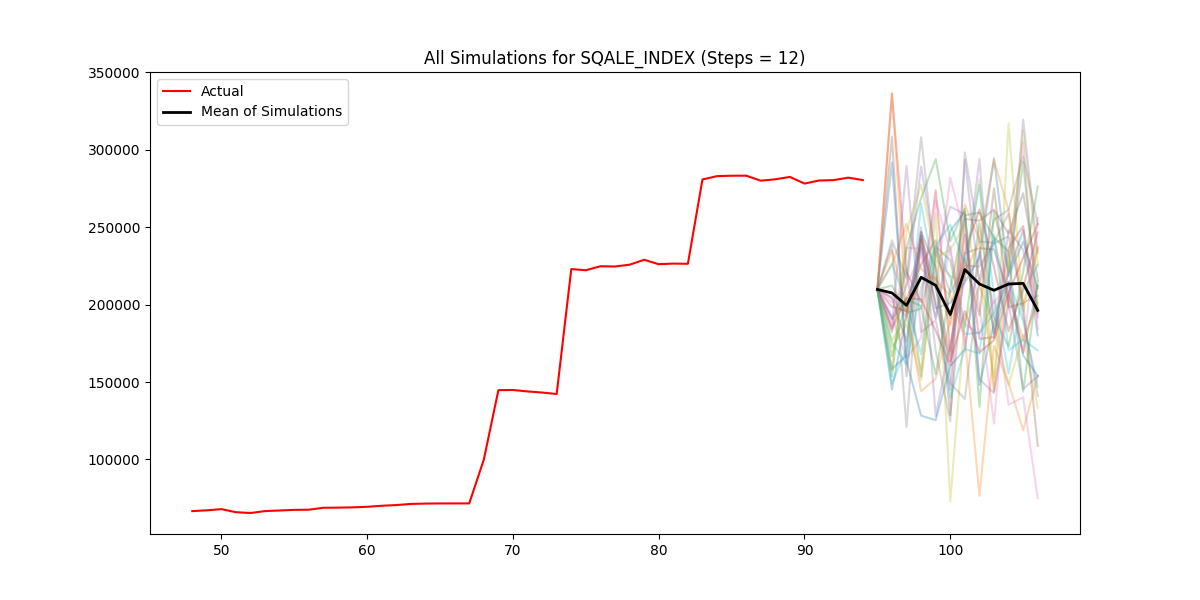 All Simulations for SQALE_INDEX (Steps = 12)
Actual
Mean of Simulations
350000
300000
250000
200000
150000
100000
50 60 70 80 90 100